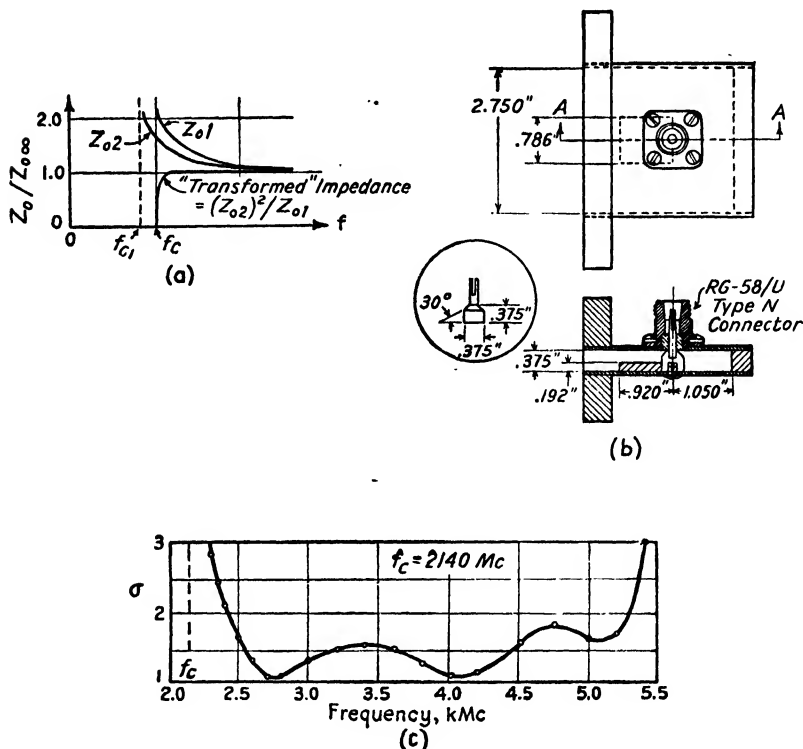 2.0
1.0
0
Z₀/Z₀∞
Z₀2
Z₀1
"Transformed" Impedance
= (Z₀2)²/Z₀1
f
0
f_C1
f_C
(a)
2.750"
.786"
A
A
30°
.375"
.375"
RG-58/U
Type N
Connector
.375"
.192"
.920"
1.050"
(b)
3
σ
2
1
f̂_C = 2140 Mc
f_C
2.0
2.5
3.0
3.5
4.0
4.5
5.0
5.5
Frequency, kMc
(c)